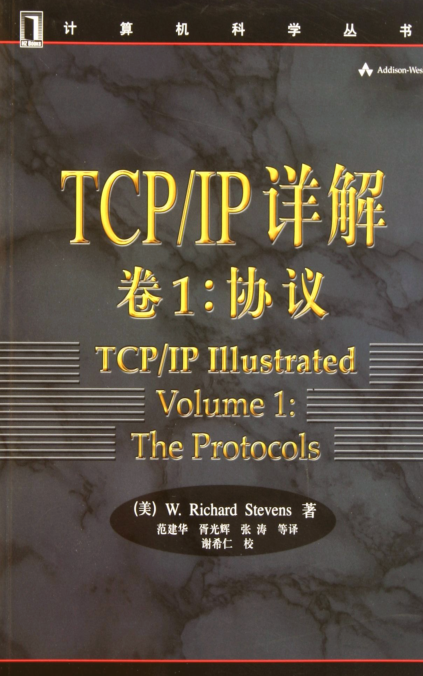 计算机科学丛书
Addison-Wes
TCP/IP 详解
卷1:协议
TCP/IP Illustrated
Volume 1:
The Protocols
(美) W. Richard Stevens 著
范建华 胥光辉 张 涛 等译
谢希仁 校